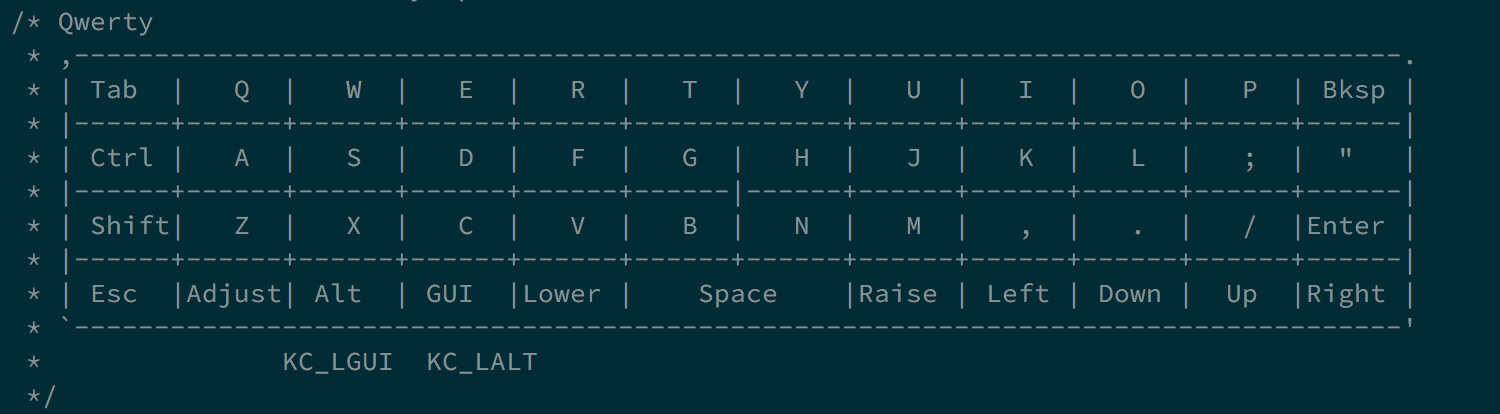 /* Qwerty
 * ,-----------------------------------------------------------------------------------.
 * | Tab  |   Q  |   W  |   E  |   R  |   T  |   Y  |   U  |   I  |   O  |   P  | Bksp |
 * |------+------+------+------+------+-------------+------+------+------+------+------|
 * | Ctrl |   A  |   S  |   D  |   F  |   G  |   H  |   J  |   K  |   L  |   ;  |  "   |
 * |------+------+------+------+------+------|------+------+------+------+------+------|
 * | Shift|   Z  |   X  |   C  |   V  |   B  |   N  |   M  |   ,  |   .  |   /  |Enter |
 * |------+------+------+------+------+------+------+------+------+------+------+------|
 * | Esc  |Adjust| Alt  | GUI  |Lower |    Space    |Raise | Left | Down |  Up  |Right |
 * `-----------------------------------------------------------------------------------'
 *               KC_LGUI  KC_LALT
 */